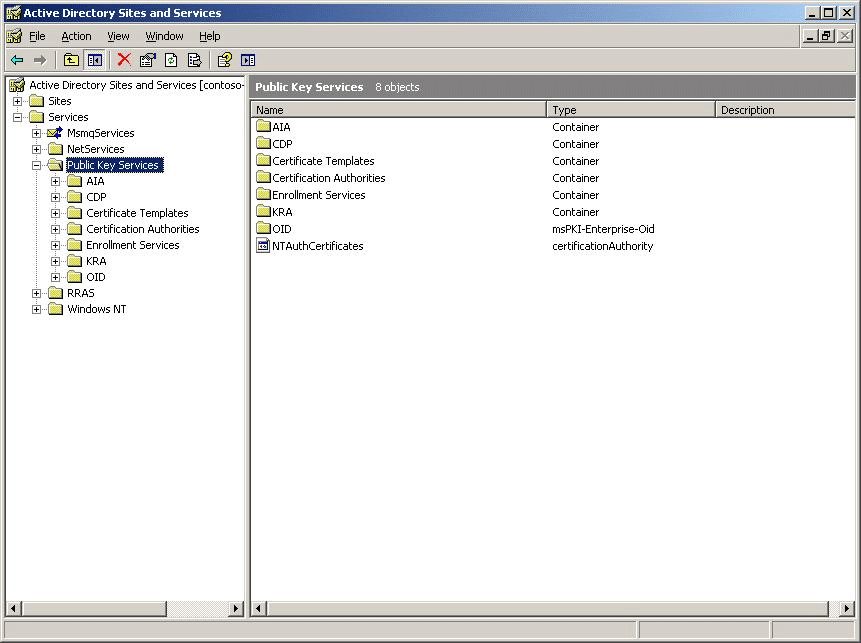 Active Directory Sites and Services
File Action View Window Help
Active Directory Sites and Services [contoso-
Sites
Services
MsmqServices
NetServices
Public Key Services
AIA
CDP
Certificate Templates
Certification Authorities
Enrollment Services
KRA
OID
RRAS
Windows NT
Public Key Services 8 objects
Name Type Description
AIA Container
CDP Container
Certificate Templates Container
Certification Authorities Container
Enrollment Services Container
KRA Container
OID msPKI-Enterprise-Oid
NTAuthCertificates certificationAuthority